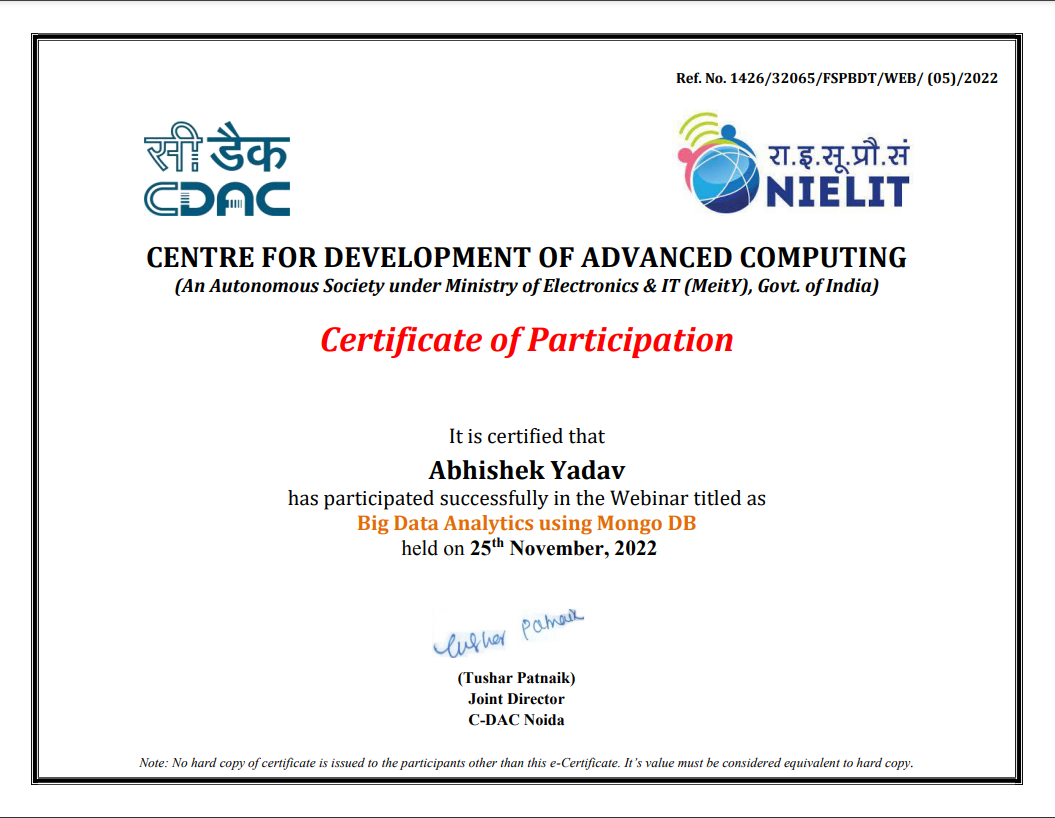 Ref. No. 1426/32065/FSPBDT/WEB/ (05)/2022
सी डैक
CDAC
रा.इ.सू.प्रौ.सं
NIELIT
CENTRE FOR DEVELOPMENT OF ADVANCED COMPUTING
(An Autonomous Society under Ministry of Electronics & IT (MeitY), Govt. of India)
Certificate of Participation
It is certified that
Abhishek Yadav
has participated successfully in the Webinar titled as
Big Data Analytics using Mongo DB
held on 25th November, 2022
Tushar Patnaik
(Tushar Patnaik)
Joint Director
C-DAC Noida
Note: No hard copy of certificate is issued to the participants other than this e-Certificate. It's value must be considered equivalent to hard copy.